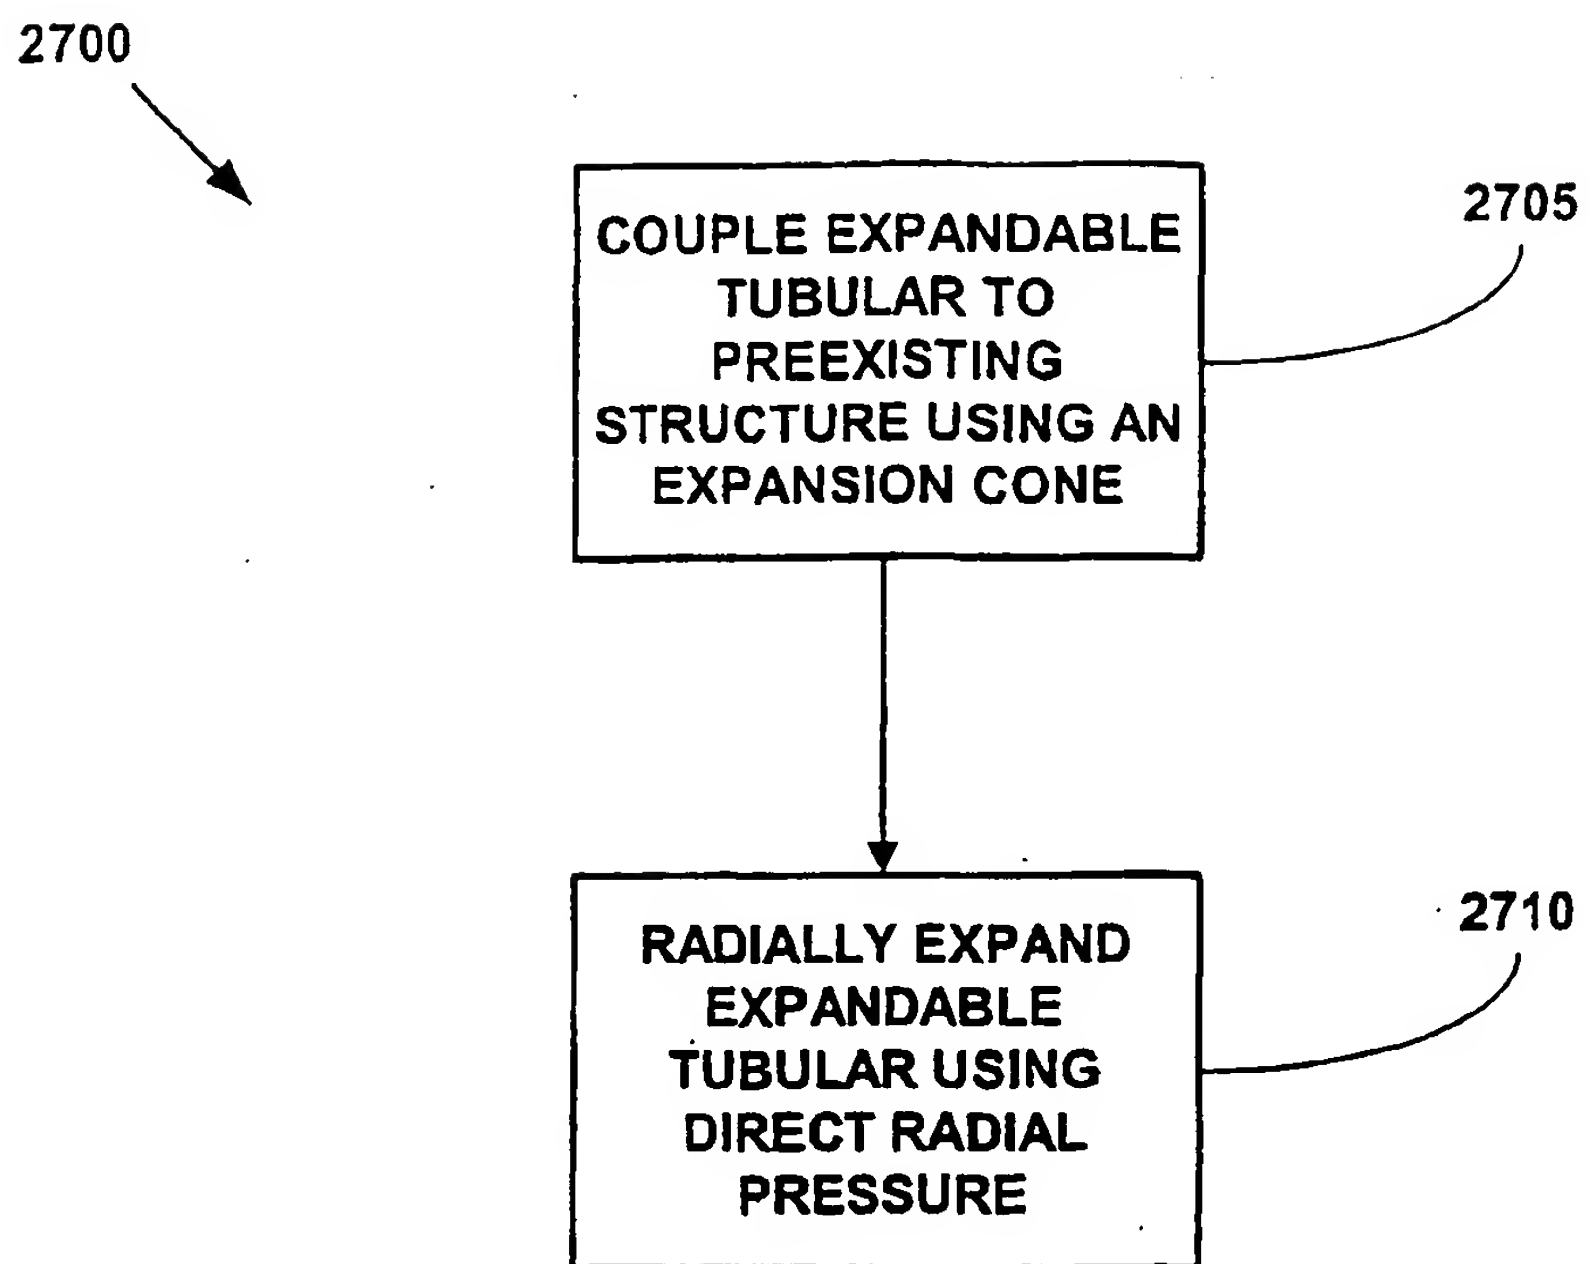 2700
2705
COUPLE EXPANDABLE
TUBULAR TO
PREEXISTING
STRUCTURE USING AN
EXPANSION CONE
2710
RADIALLY EXPAND
EXPANDABLE
TUBULAR USING
DIRECT RADIAL
PRESSURE